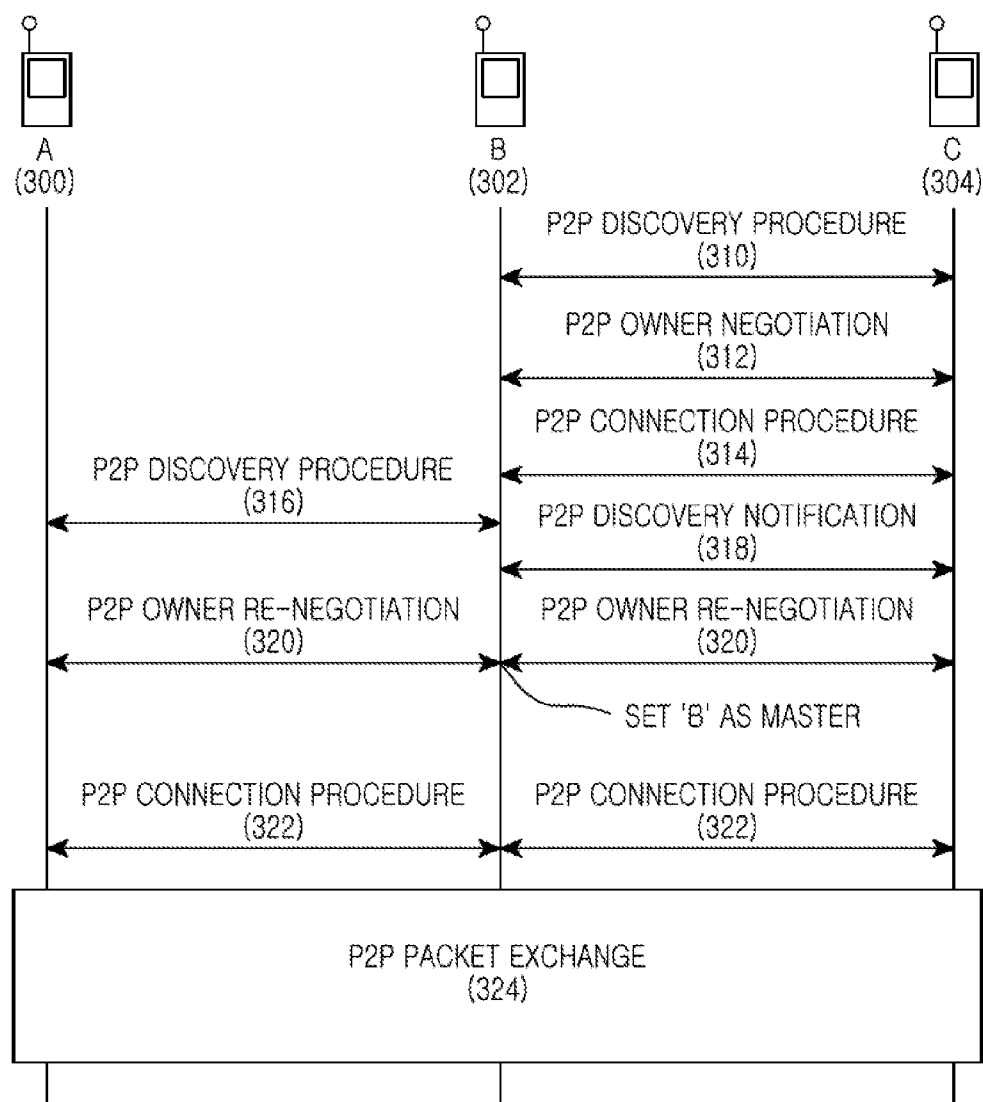 A
(300)
B
(302)
C
(304)
P2P DISCOVERY PROCEDURE
(310)
P2P OWNER NEGOTIATION
(312)
P2P CONNECTION PROCEDURE
(314)
P2P DISCOVERY PROCEDURE
(316)
P2P DISCOVERY NOTIFICATION
(318)
P2P OWNER RE-NEGOTIATION
(320)
P2P OWNER RE-NEGOTIATION
(320)
SET 'B' AS MASTER
P2P CONNECTION PROCEDURE
(322)
P2P CONNECTION PROCEDURE
(322)
P2P PACKET EXCHANGE
(324)